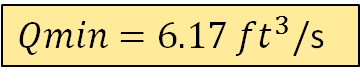 Qmin = 6.17 ft³/s